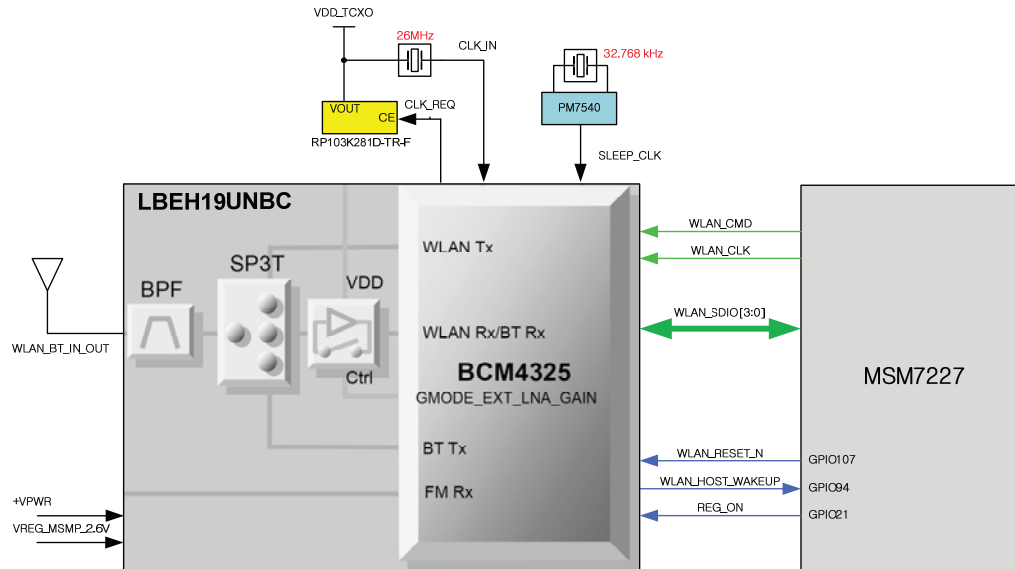 VDD_TCXO
26MHz
CLK_IN
32.768 kHz
VOUT
CE
CLK_REQ
PM7540
RP103K281D-TR-F
SLEEP_CLK
LBEH19UNBC
WLAN_CMD
WLAN Tx
WLAN_CLK
SP3T
BPF
VDD
WLAN_SDIO[3:0]
WLAN Rx/BT Rx
WLAN_BT_IN_OUT
BCM4325
MSM7227
Ctrl
GMODE_EXT_LNA_GAIN
BT Tx
WLAN_RESET_N
GPIO107
WLAN_HOST_WAKEUP
GPIO94
FM Rx
+VPWR
REG_ON
GPIO21
VREG_MSMP_2.6V